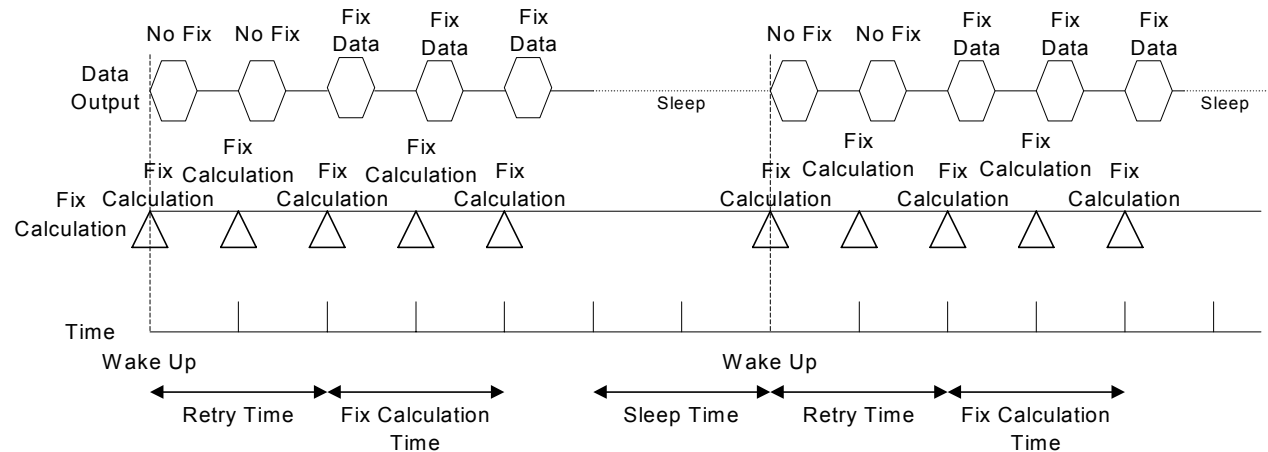 No Fix
No Fix
Fix
Data
Fix
Data
Fix
Data
No Fix
No Fix
Fix
Data
Fix
Data
Fix
Data
Data
Output
Sleep
Sleep
Fix
Calculation
Fix
Calculation
Fix
Calculation
Fix
Calculation
Fix
Calculation
Fix
Calculation
Fix
Calculation
Fix
Calculation
Fix
Calculation
Fix
Calculation
Fix
Calculation
Time
Wake Up
Wake Up
Retry Time
Fix Calculation
Time
Sleep Time
Retry Time
Fix Calculation
Time